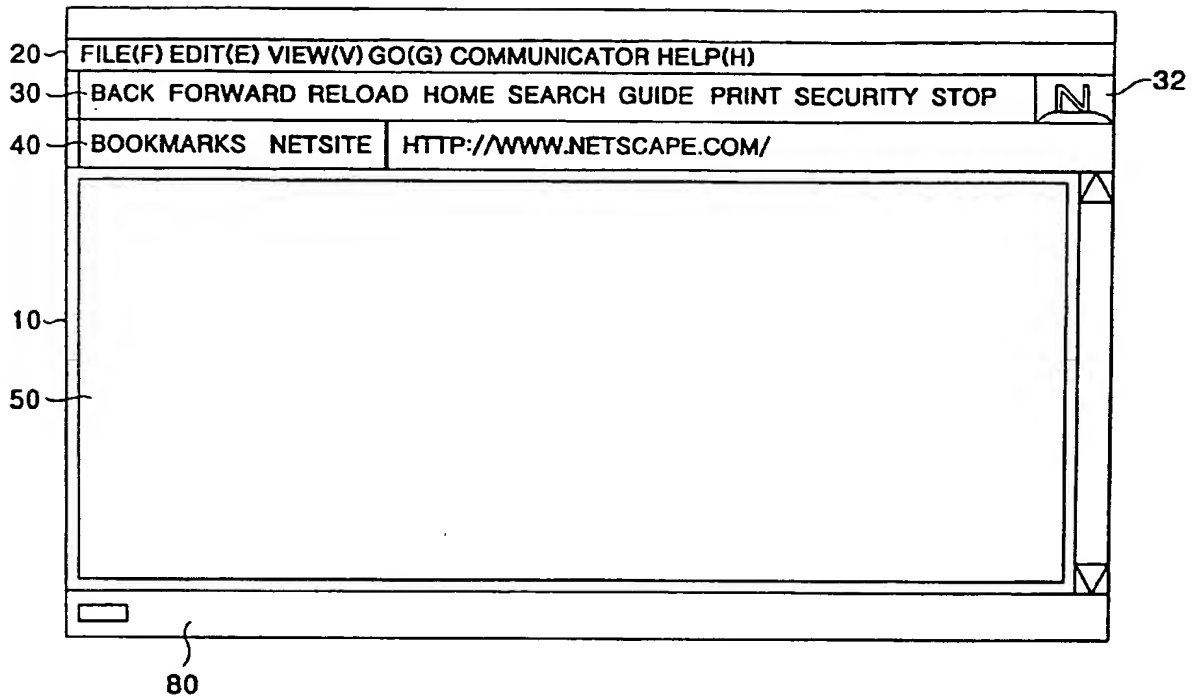 20 FILE(F) EDIT(E) VIEW(V) GO(G) COMMUNICATOR HELP(H)
30 BACK FORWARD RELOAD HOME SEARCH GUIDE PRINT SECURITY STOP N 32
40 BOOKMARKS NETSITE HTTP://WWW.NETSCAPE.COM/
10
50
80